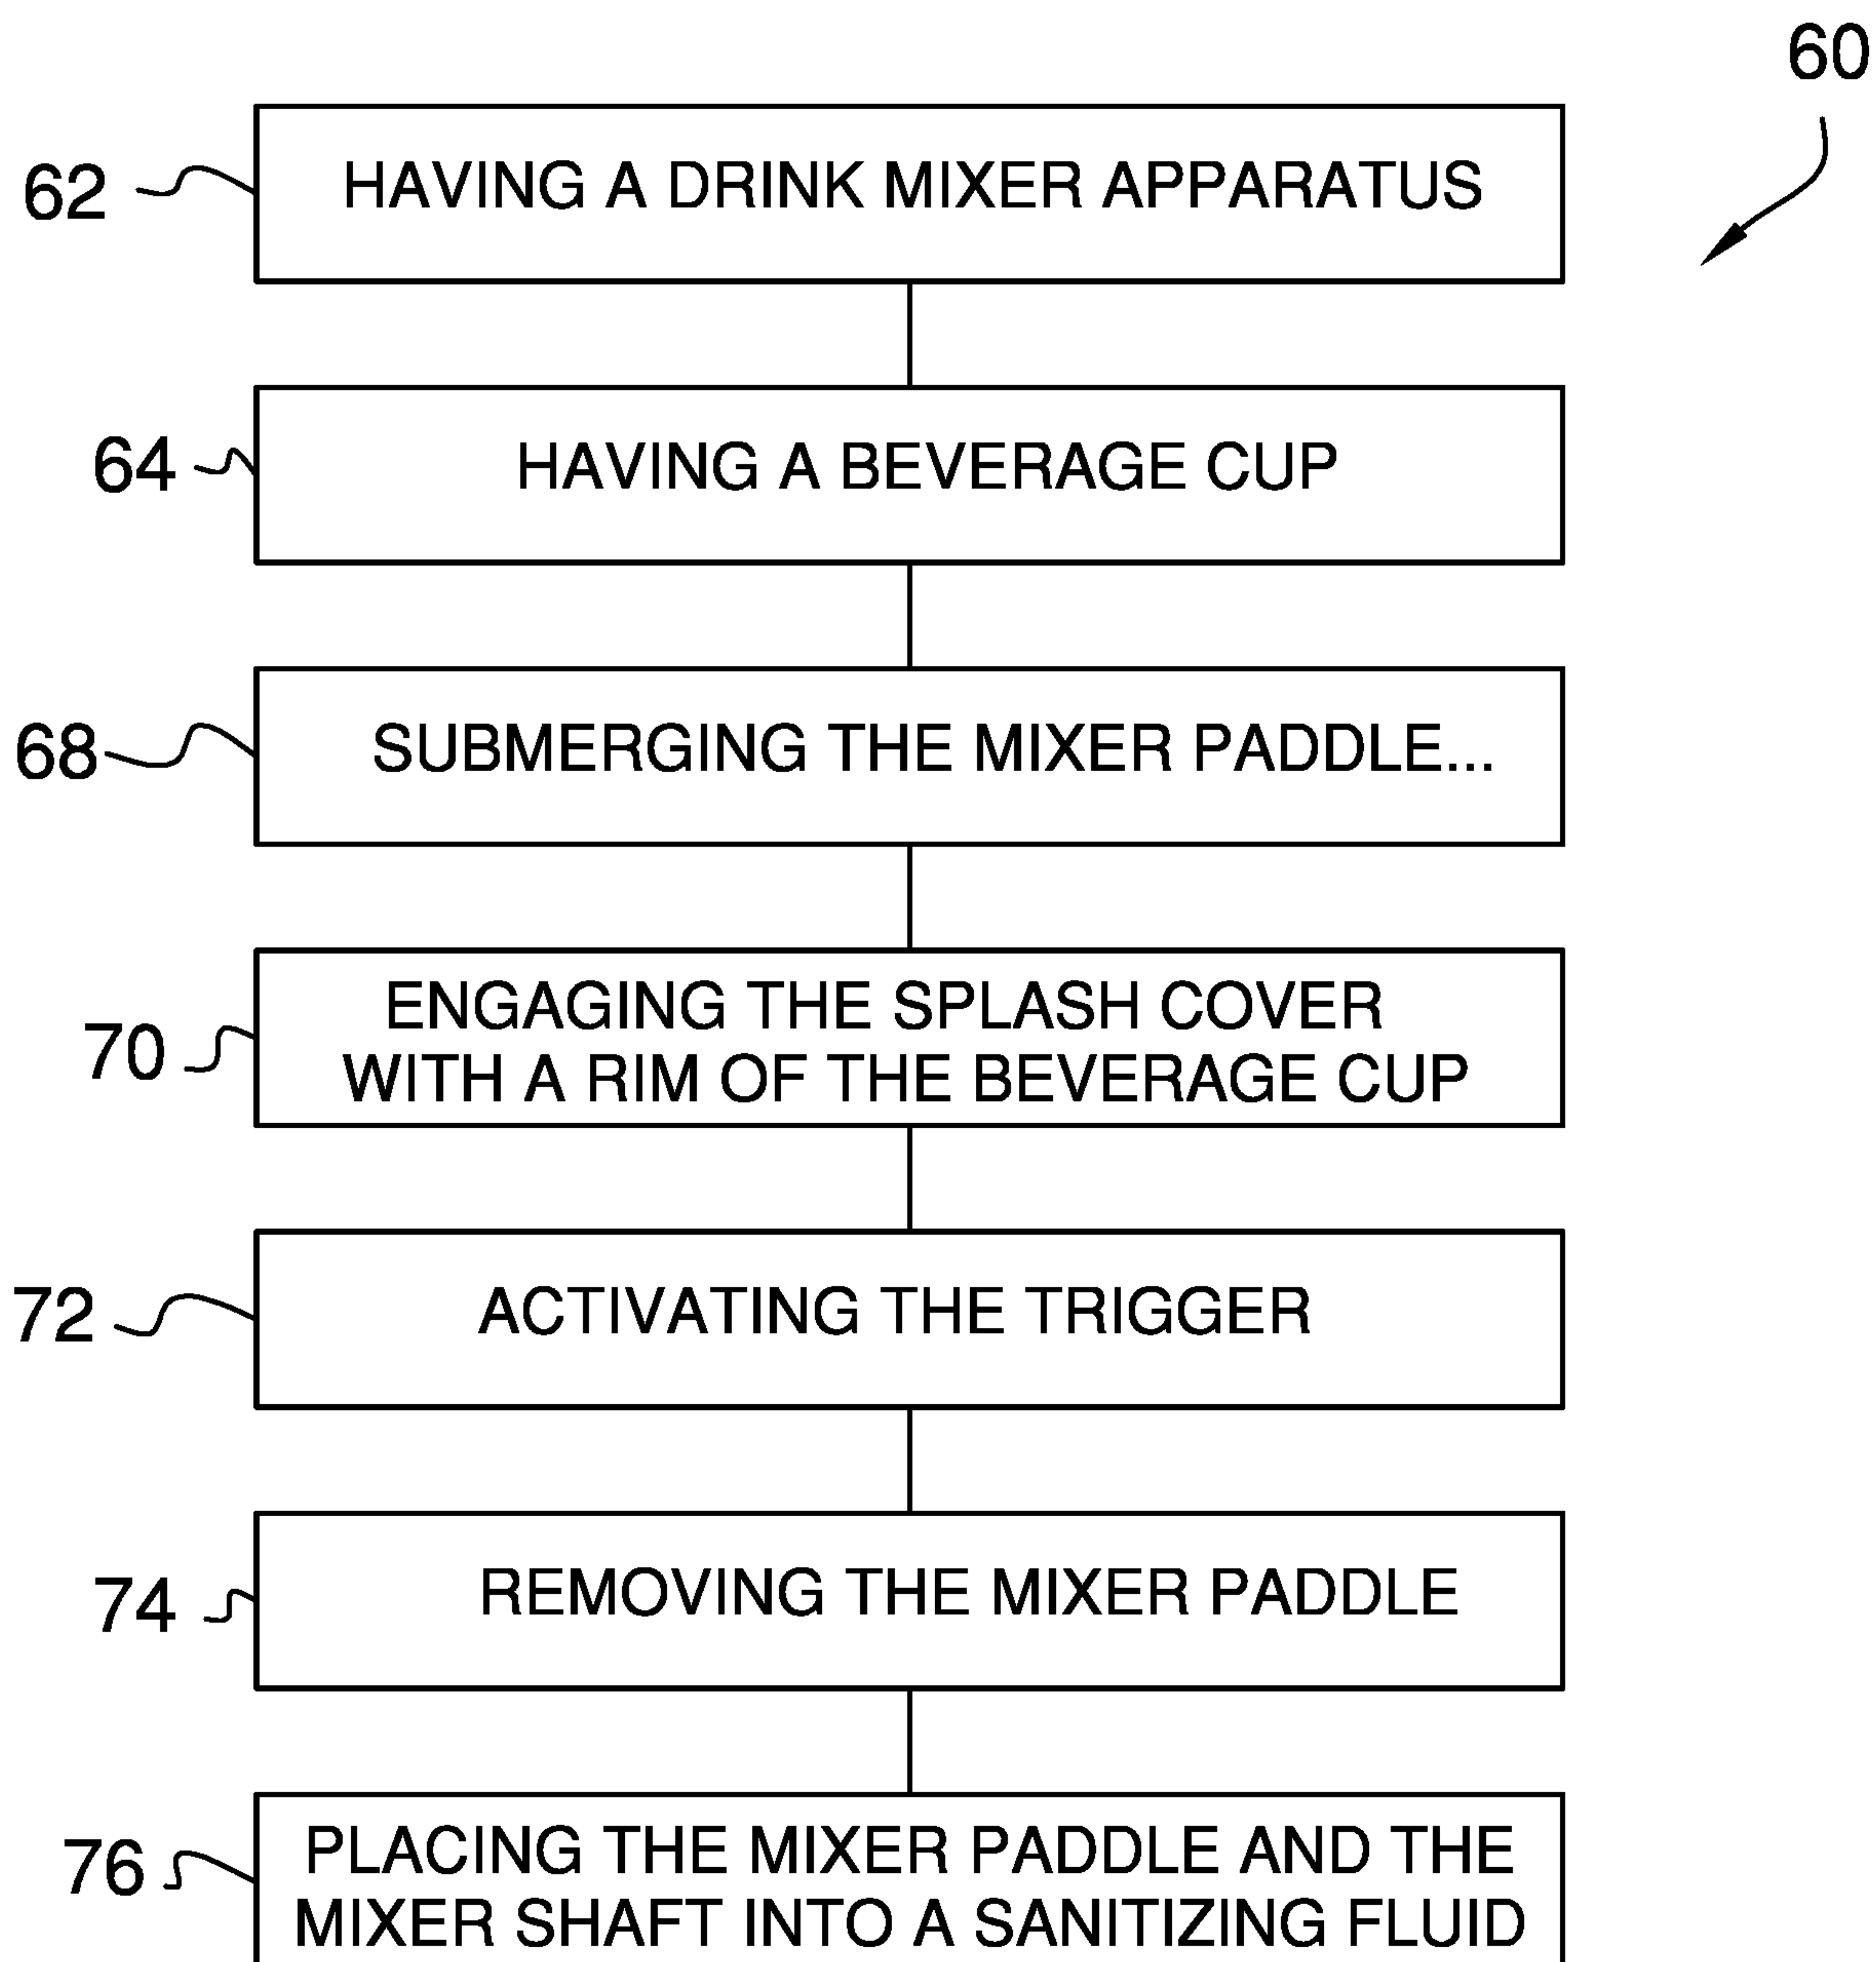 60
62 HAVING A DRINK MIXER APPARATUS
64 HAVING A BEVERAGE CUP
68 SUBMERGING THE MIXER PADDLE...
ENGAGING THE SPLASH COVER
70 WITH A RIM OF THE BEVERAGE CUP
72 ACTIVATING THE TRIGGER
74 REMOVING THE MIXER PADDLE
76 PLACING THE MIXER PADDLE AND THE
MIXER SHAFT INTO A SANITIZING FLUID